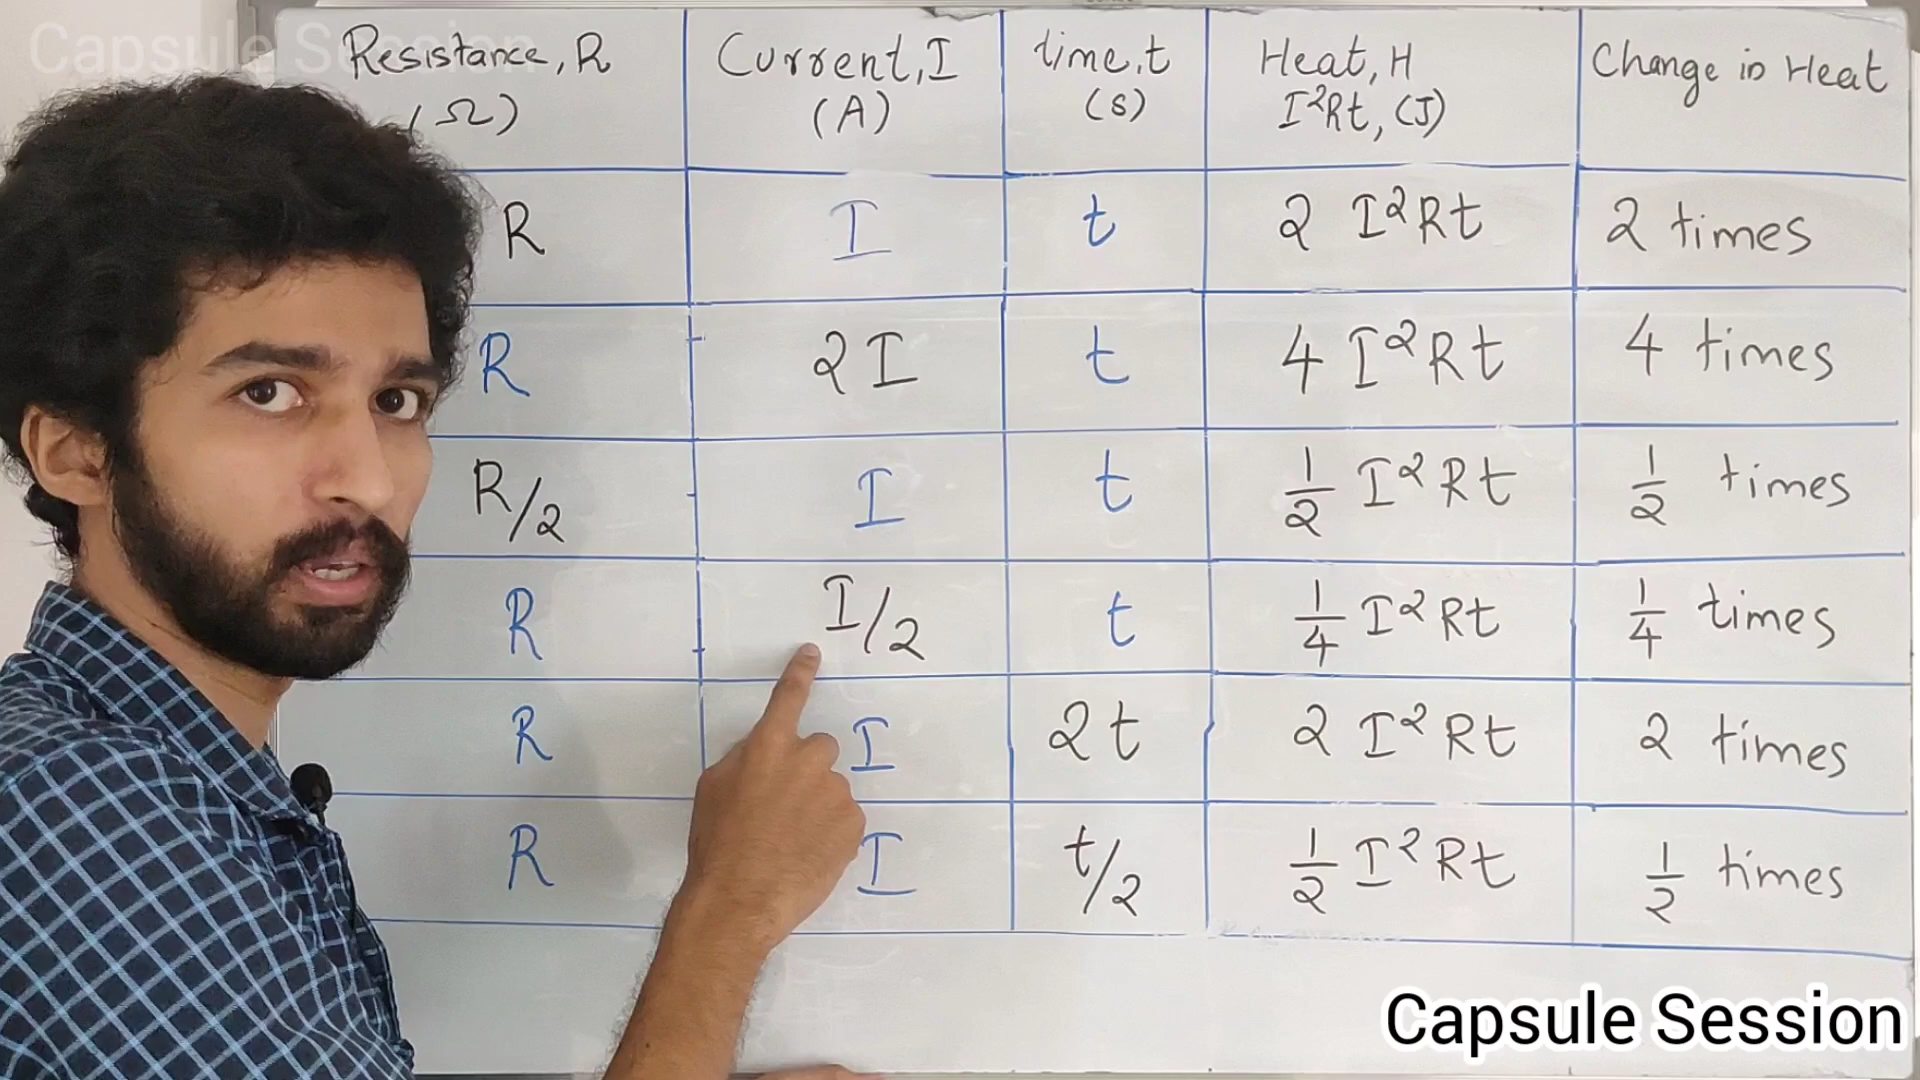 Capsule Session
Resistance, R Current, I time, t Heat, H Change in Heat
(Ω) (A) (s) I²Rt, (J)
R I t 2 I²Rt 2 times
R 2I t 4 I²Rt 4 times
R/2 I t 1/2 I²Rt 1/2 times
R I/2 t 1/4 I²Rt 1/4 times
R I 2t 2 I²Rt 2 times
R I t/2 1/2 I²Rt 1/2 times
Capsule Session